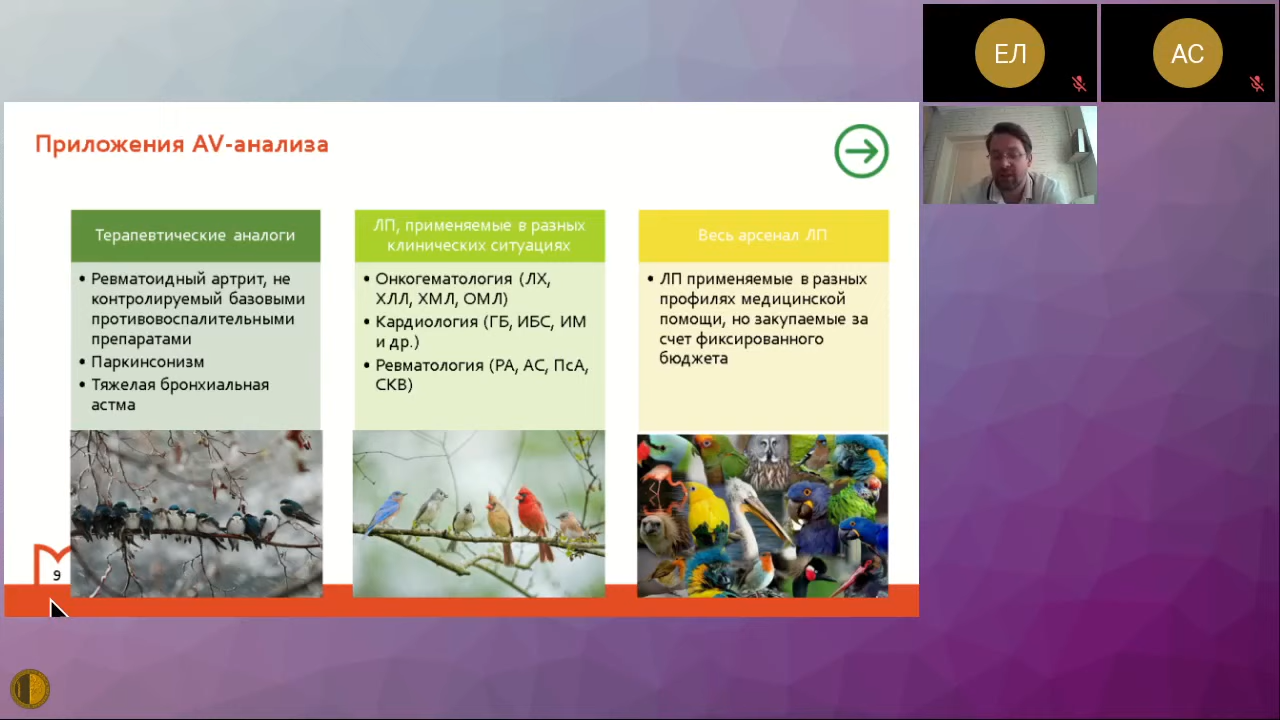 Приложения AV-анализа
Терапевтические аналоги
• Ревматоидный артрит, не
контролируемый базовыми
противовоспалительными
препаратами
• Паркинсонизм
• Тяжелая бронхиальная
астма
ЛП, применяемые в разных
клинических ситуациях
• Онкогематология (ЛХ,
ХЛЛ, ХМЛ, ОМЛ)
• Кардиология (ГБ, ИБС, ИМ
и др.)
• Ревматология (РА, АС, ПсА,
СКВ)
Весь арсенал ЛП
• ЛП применяемые в разных
профилях медицинской
помощи, но закупаемые за
счет фиксированного
бюджета
9
ЕЛ
АС